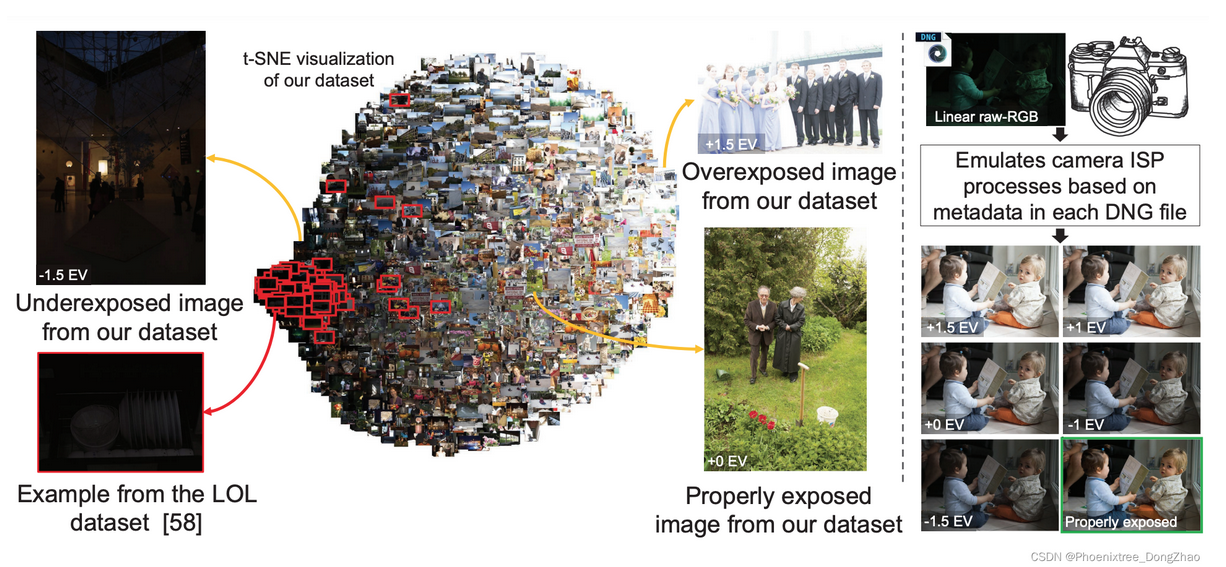 t-SNE visualization
of our dataset
-1.5 EV
Underexposed image
from our dataset
Example from the LOL
dataset [58]
+1.5 EV
Overexposed image
from our dataset
+0 EV
Properly exposed
image from our dataset
DNG
Linear raw-RGB
Emulates camera ISP
processes based on
metadata in each DNG file
+1.5 EV
+1 EV
+0 EV
-1 EV
-1.5 EV
Properly exposed
CSDN @Phoenixtree_DongZhao